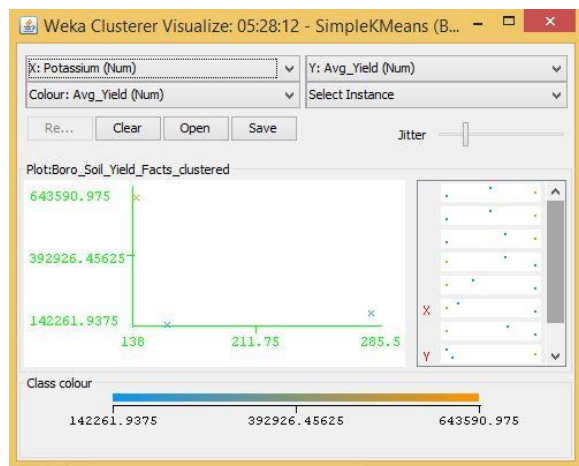 Weka Clusterer Visualize: 05:28:12 - SimpleKMeans (B...
X: Potassium (Num)
Y: Avg_Yield (Num)
Colour: Avg_Yield (Num)
Select Instance
Re...
Clear
Open
Save
Jitter
Plot:Boro_Soil_Yield_Facts_clustered
643590.975
392926.45625
142261.9375
138
211.75
285.5
X
Y
Class colour
142261.9375
392926.45625
643590.975